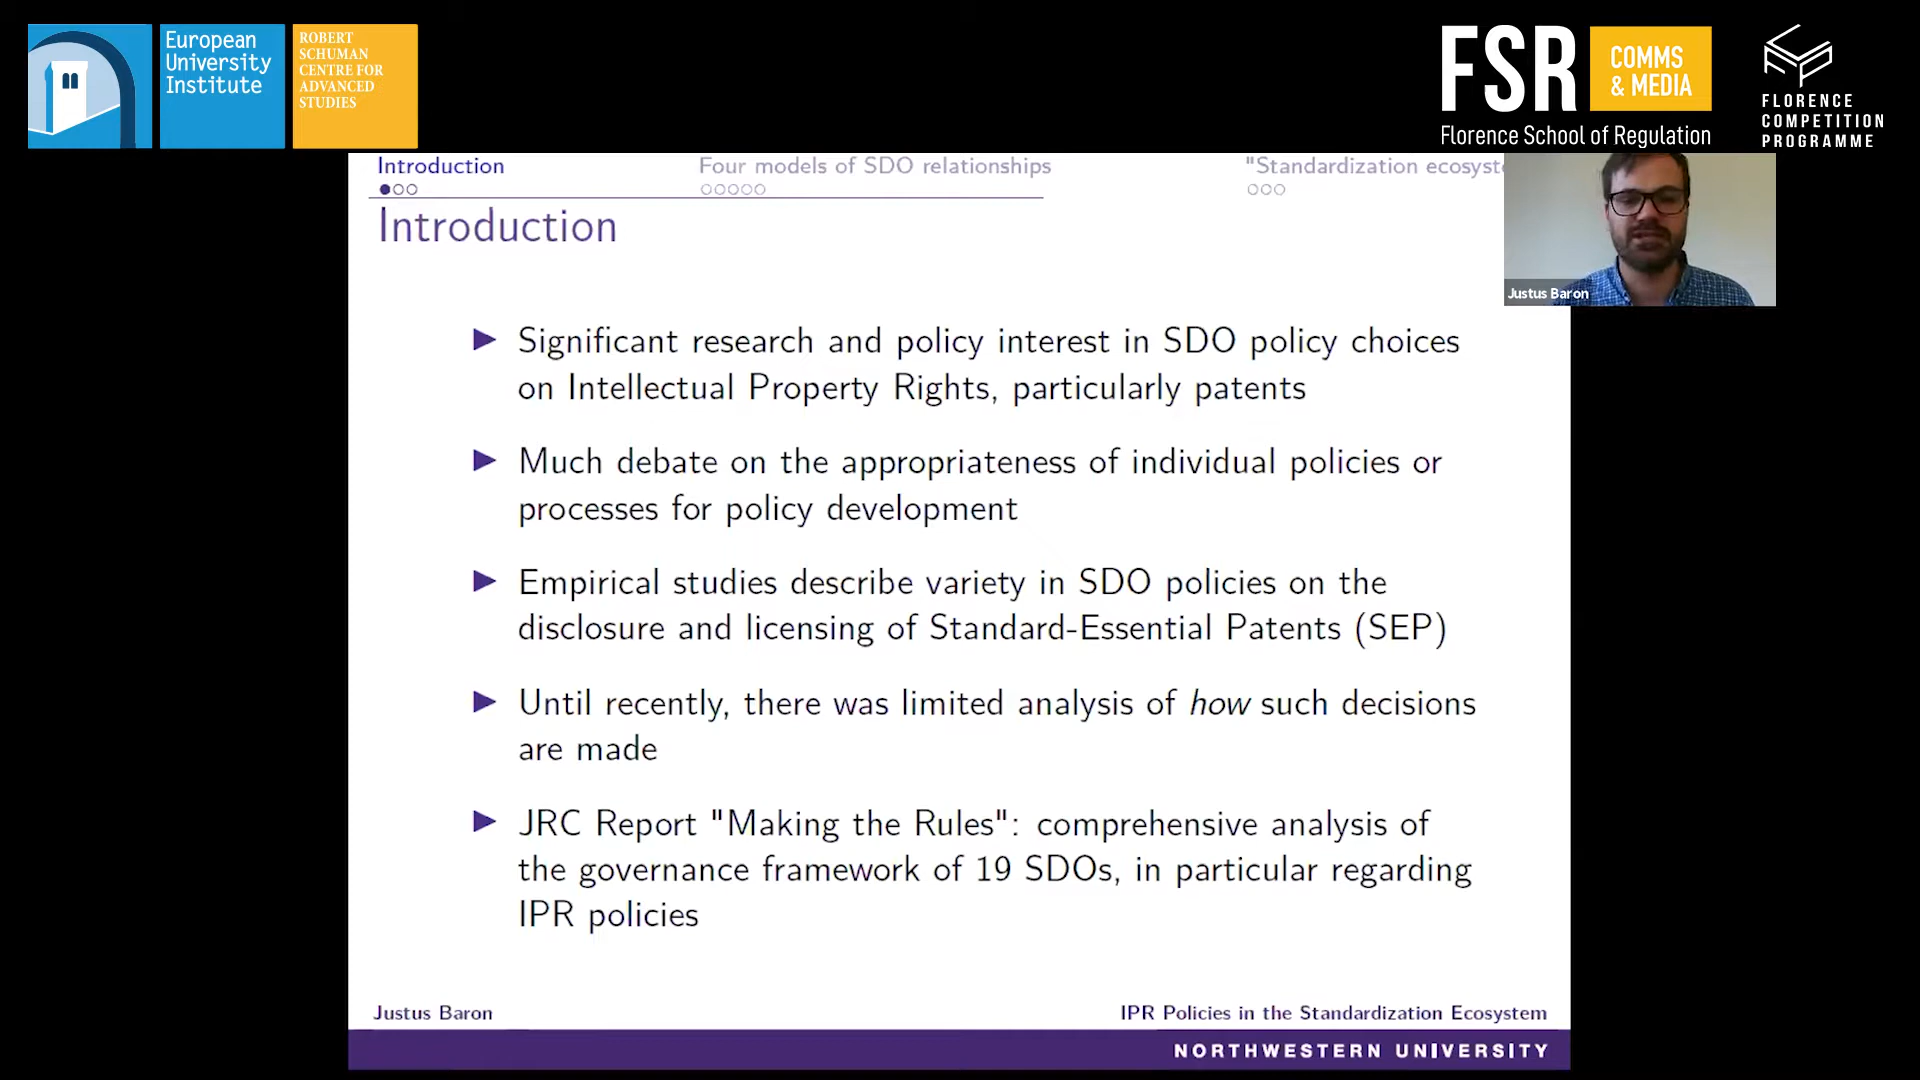 European
University
Institute
ROBERT
SCHUMAN
CENTRE FOR
ADVANCED
STUDIES
FSR
COMMS
& MEDIA
Florence School of Regulation
FLORENCE
COMPETITION
PROGRAMME
Introduction
Four models of SDO relationships
"Standardization ecosyste
Introduction
Justus Baron
Significant research and policy interest in SDO policy choices
on Intellectual Property Rights, particularly patents
Much debate on the appropriateness of individual policies or
processes for policy development
Empirical studies describe variety in SDO policies on the
disclosure and licensing of Standard-Essential Patents (SEP)
Until recently, there was limited analysis of how such decisions
are made
JRC Report "Making the Rules": comprehensive analysis of
the governance framework of 19 SDOs, in particular regarding
IPR policies
Justus Baron
IPR Policies in the Standardization Ecosystem
NORTHWESTERN UNIVERSITY